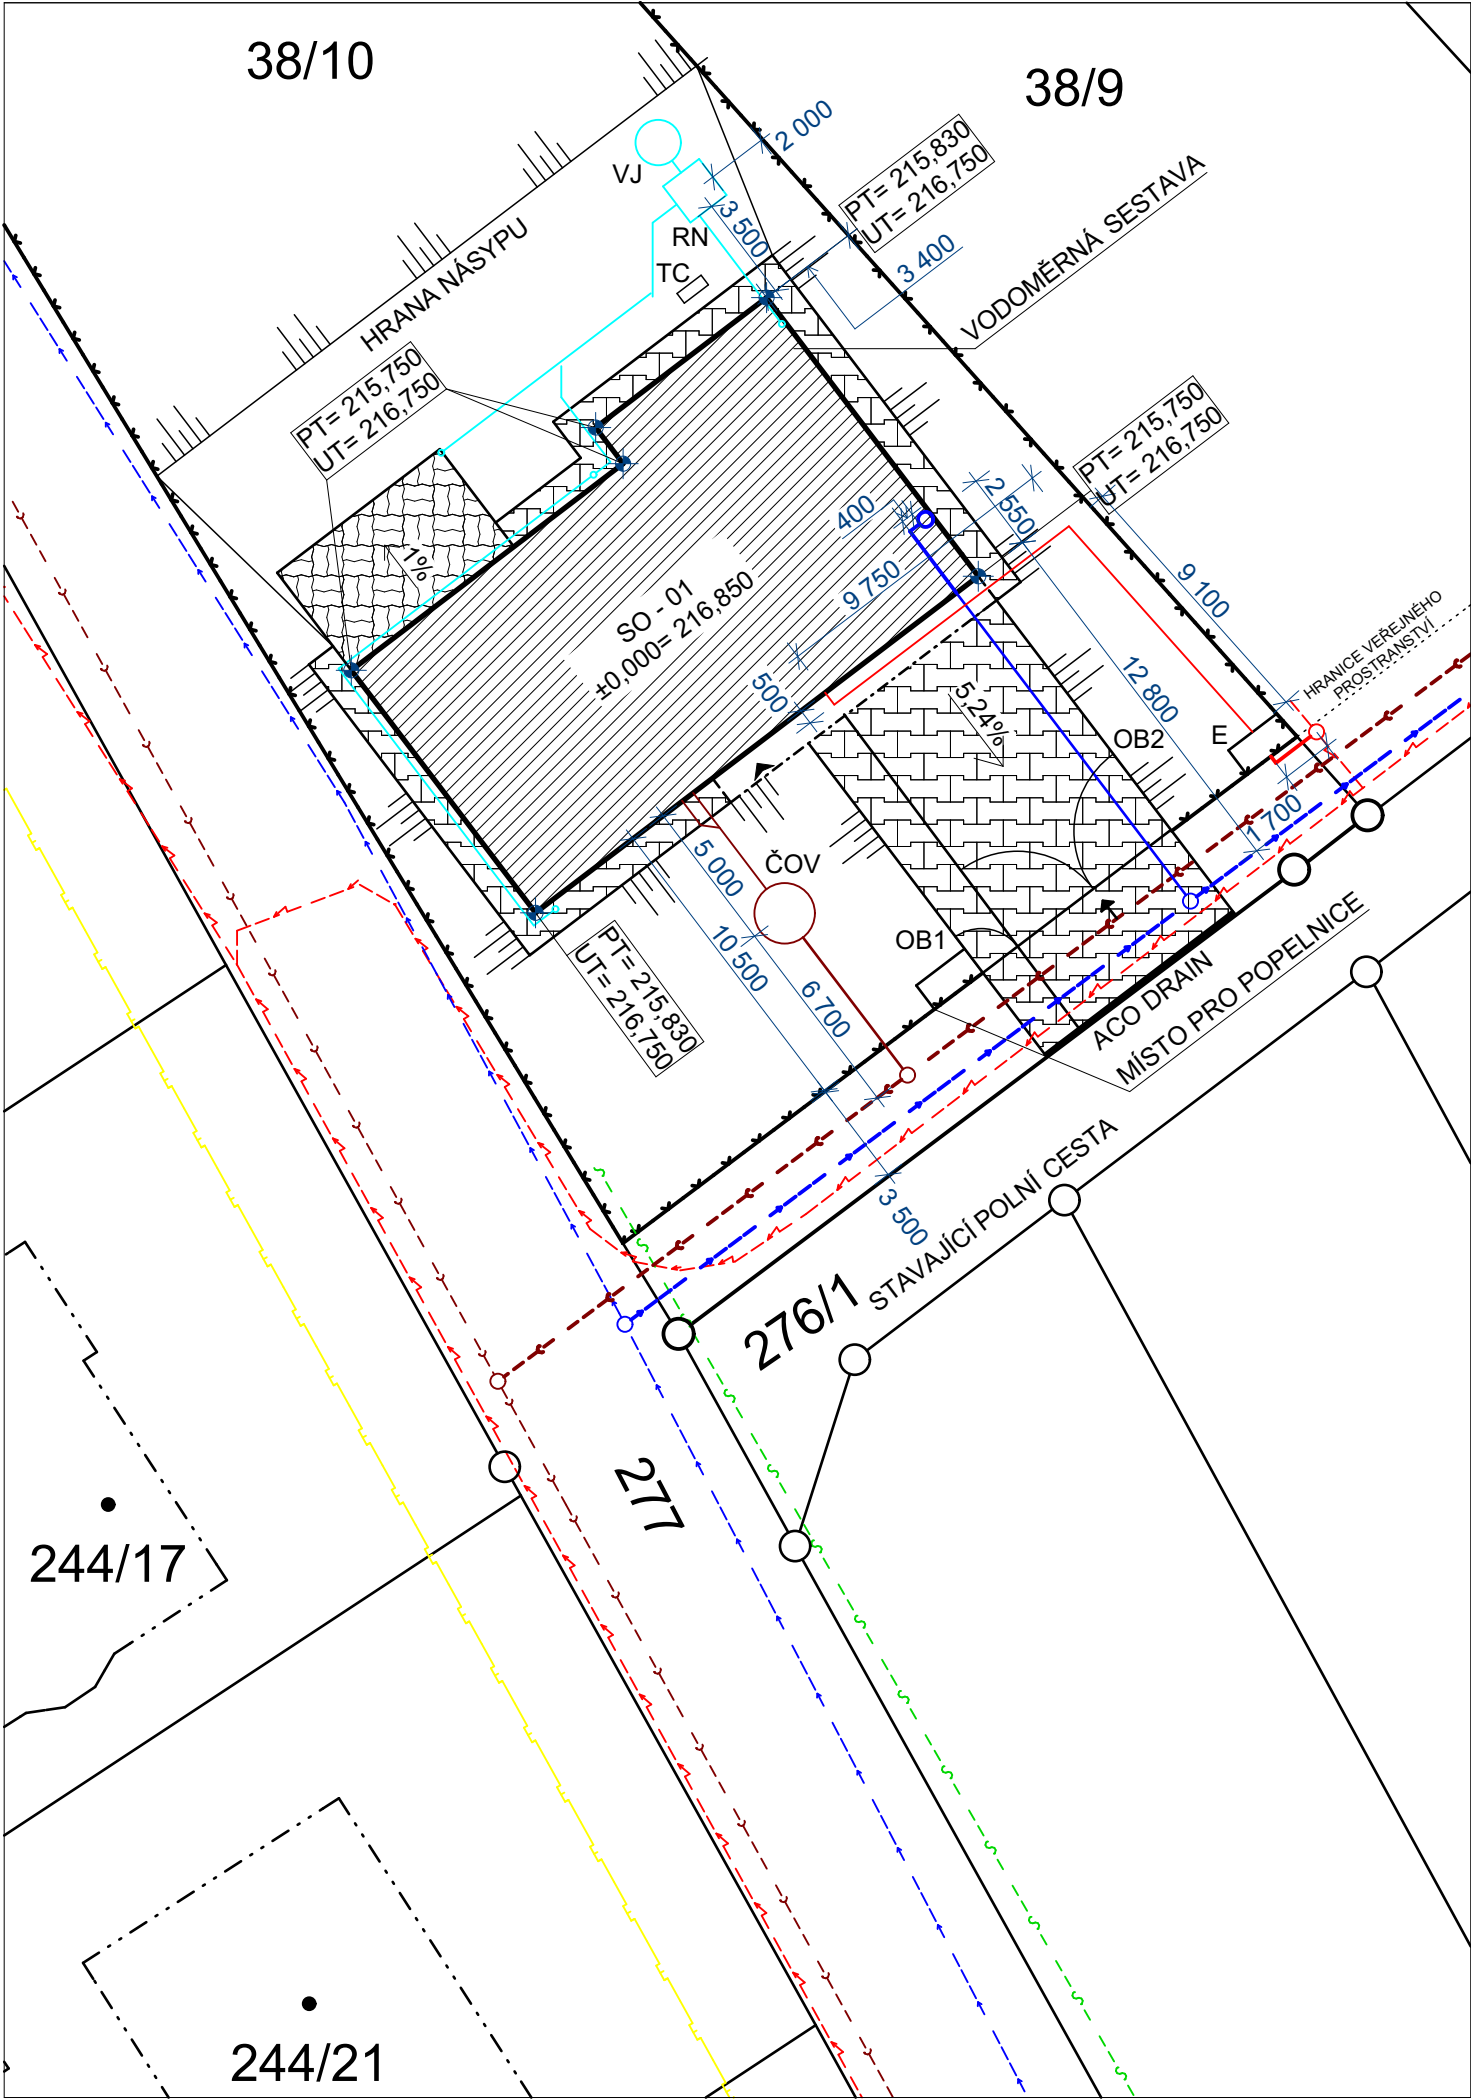 38/10
38/9
2 000
VJ
PT= 215,830
UT= 216,750
3 500
RN
TC
HRANA NÁSYPU
3 400
VODOMĚRNÁ SESTAVA
PT= 215,750
UT= 216,750
PT= 215,750
UT= 216,750
2 550
400
1%
9 750
9 100
SO - 01
±0,000= 216,850
HRANICE VEŘEJNÉHO
PROSTRANSTVÍ
500
5,24%
12 800
OB2
E
1 700
5 000
ČOV
OB1
10 500
6 700
PT= 215,830
UT= 216,750
ACO DRAIN
MÍSTO PRO POPELNICE
3 500
STAVAJÍCÍ POLNÍ CESTA
276/1
277
244/17
244/21